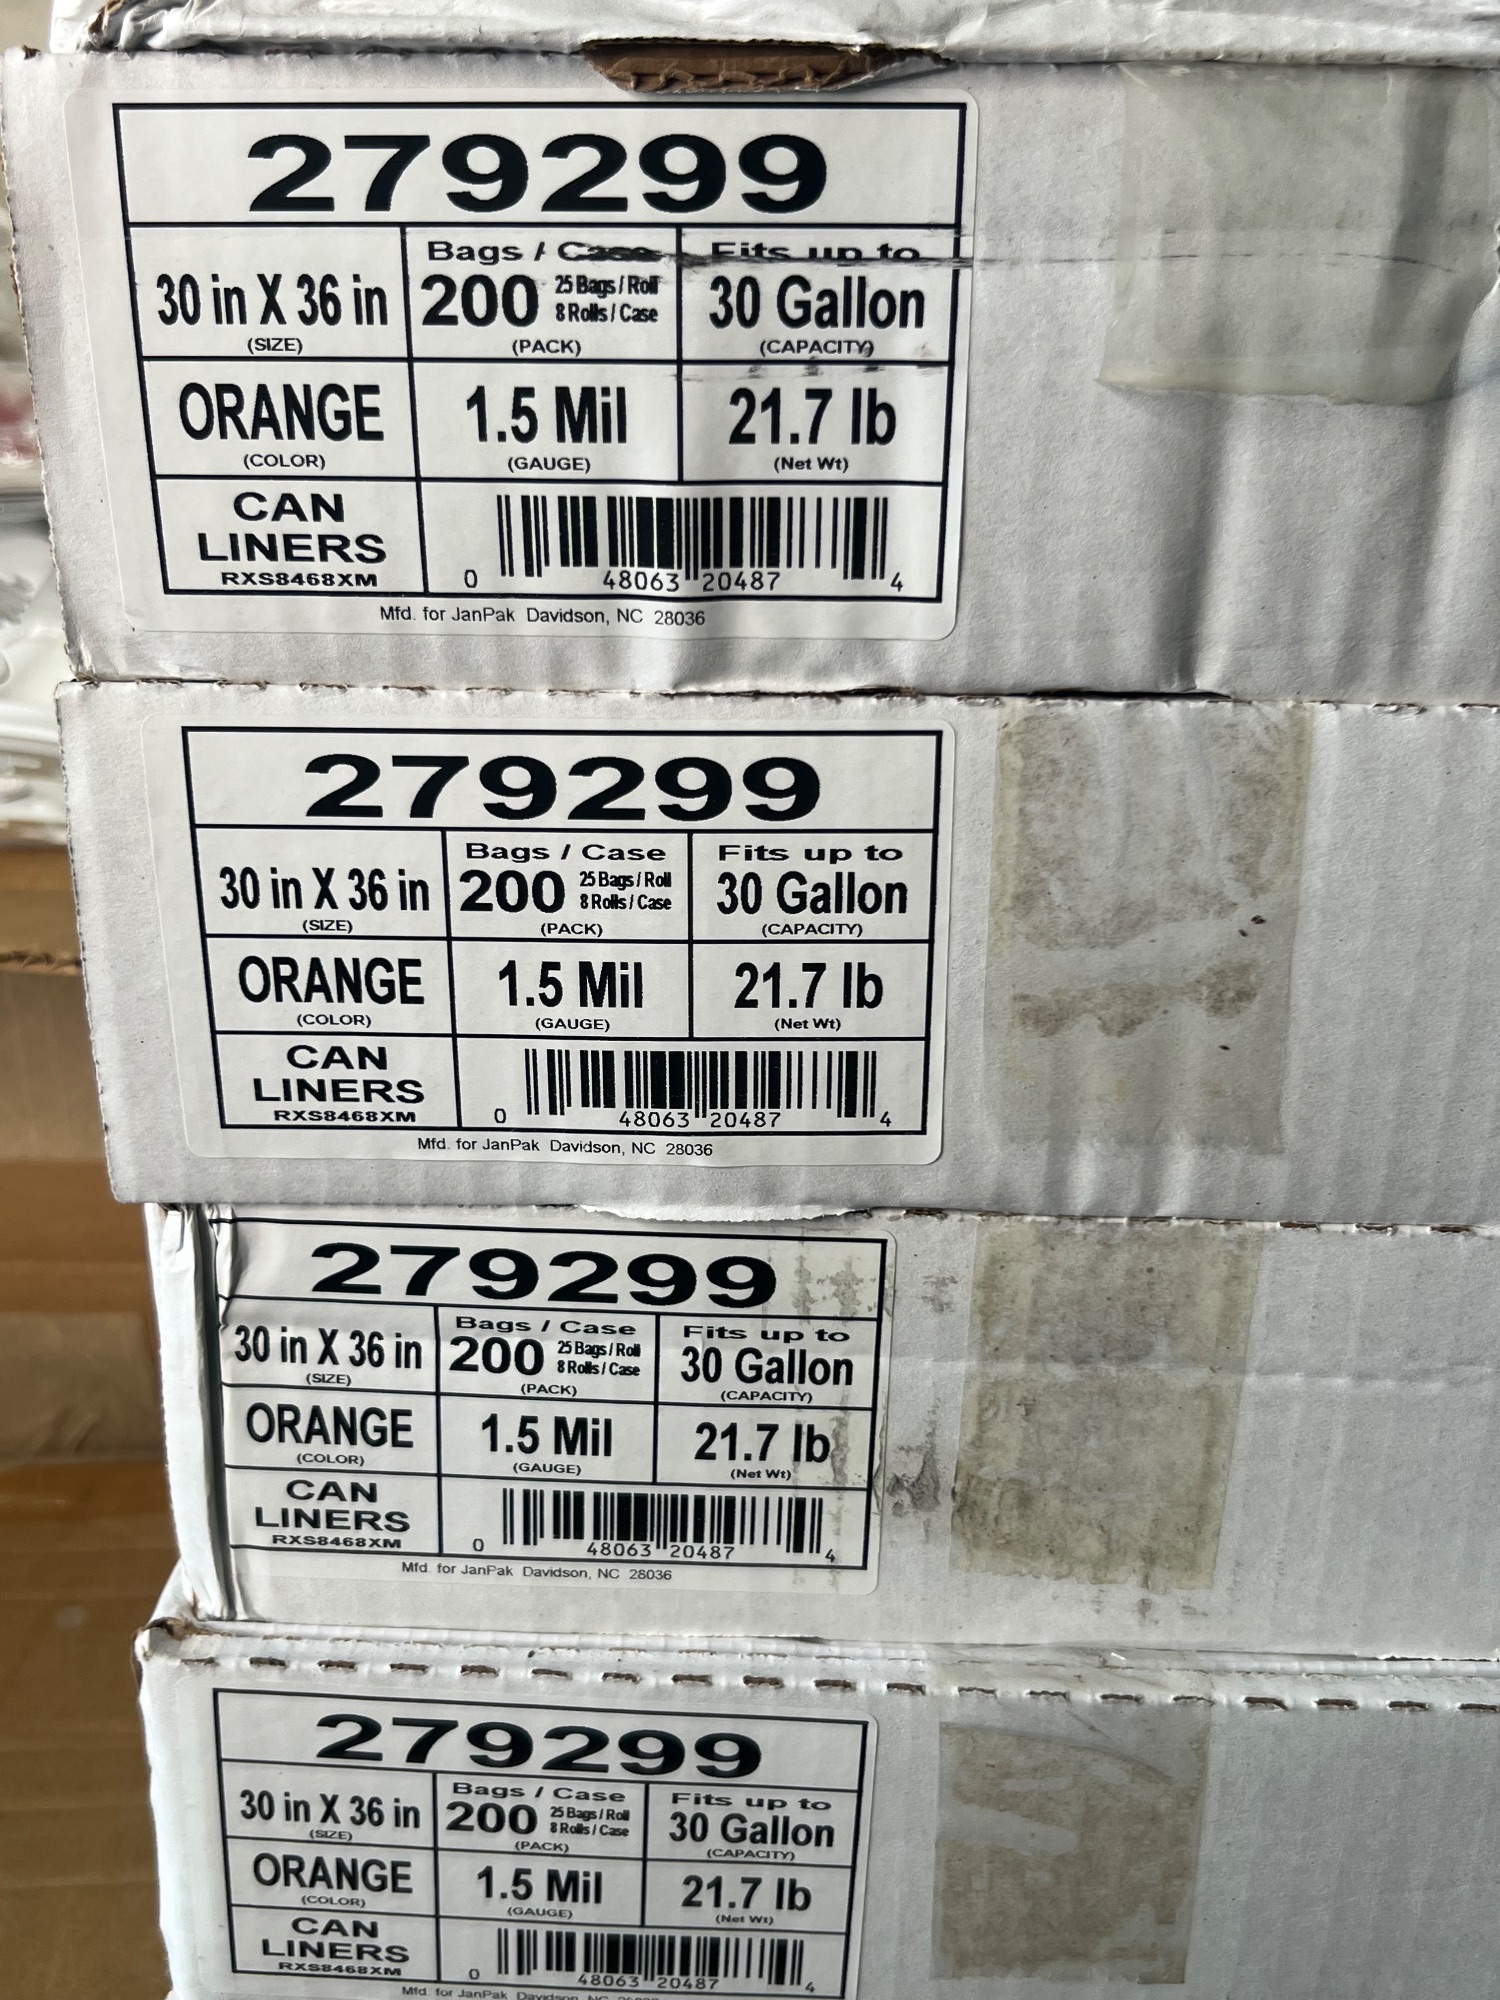 279299
30 in X 36 in
(SIZE)
Bags / Case
200 25 Bags / Roll
8 Rolls / Case
(PACK)
Fits up to
30 Gallon
(CAPACITY)
ORANGE
(COLOR)
1.5 Mil
(GAUGE)
21.7 lb
(Net Wt)
CAN
LINERS
RXS8468XM
0 48063 20487 4
Mfd. for JanPak Davidson, NC 28036
279299
30 in X 36 in
(SIZE)
Bags / Case
200 25 Bags / Roll
8 Rolls / Case
(PACK)
Fits up to
30 Gallon
(CAPACITY)
ORANGE
(COLOR)
1.5 Mil
(GAUGE)
21.7 lb
(Net Wt)
CAN
LINERS
RXS8468XM
0 48063 20487 4
Mfd. for JanPak Davidson, NC 28036
279299
30 in X 36 in
(SIZE)
Bags / Case
200 25 Bags / Roll
8 Rolls / Case
(PACK)
Fits up to
30 Gallon
(CAPACITY)
ORANGE
(COLOR)
1.5 Mil
(GAUGE)
21.7 lb
(Net Wt)
CAN
LINERS
RXS8468XM
0 48063 20487 4
Mfd. for JanPak Davidson, NC 28036
279299
30 in X 36 in
(SIZE)
Bags / Case
200 25 Bags / Roll
8 Rolls / Case
(PACK)
Fits up to
30 Gallon
(CAPACITY)
ORANGE
(COLOR)
1.5 Mil
(GAUGE)
21.7 lb
(Net Wt)
CAN
LINERS
RXS8468XM
0 48063 20487 4
Mfd. for JanPak Davidson, NC